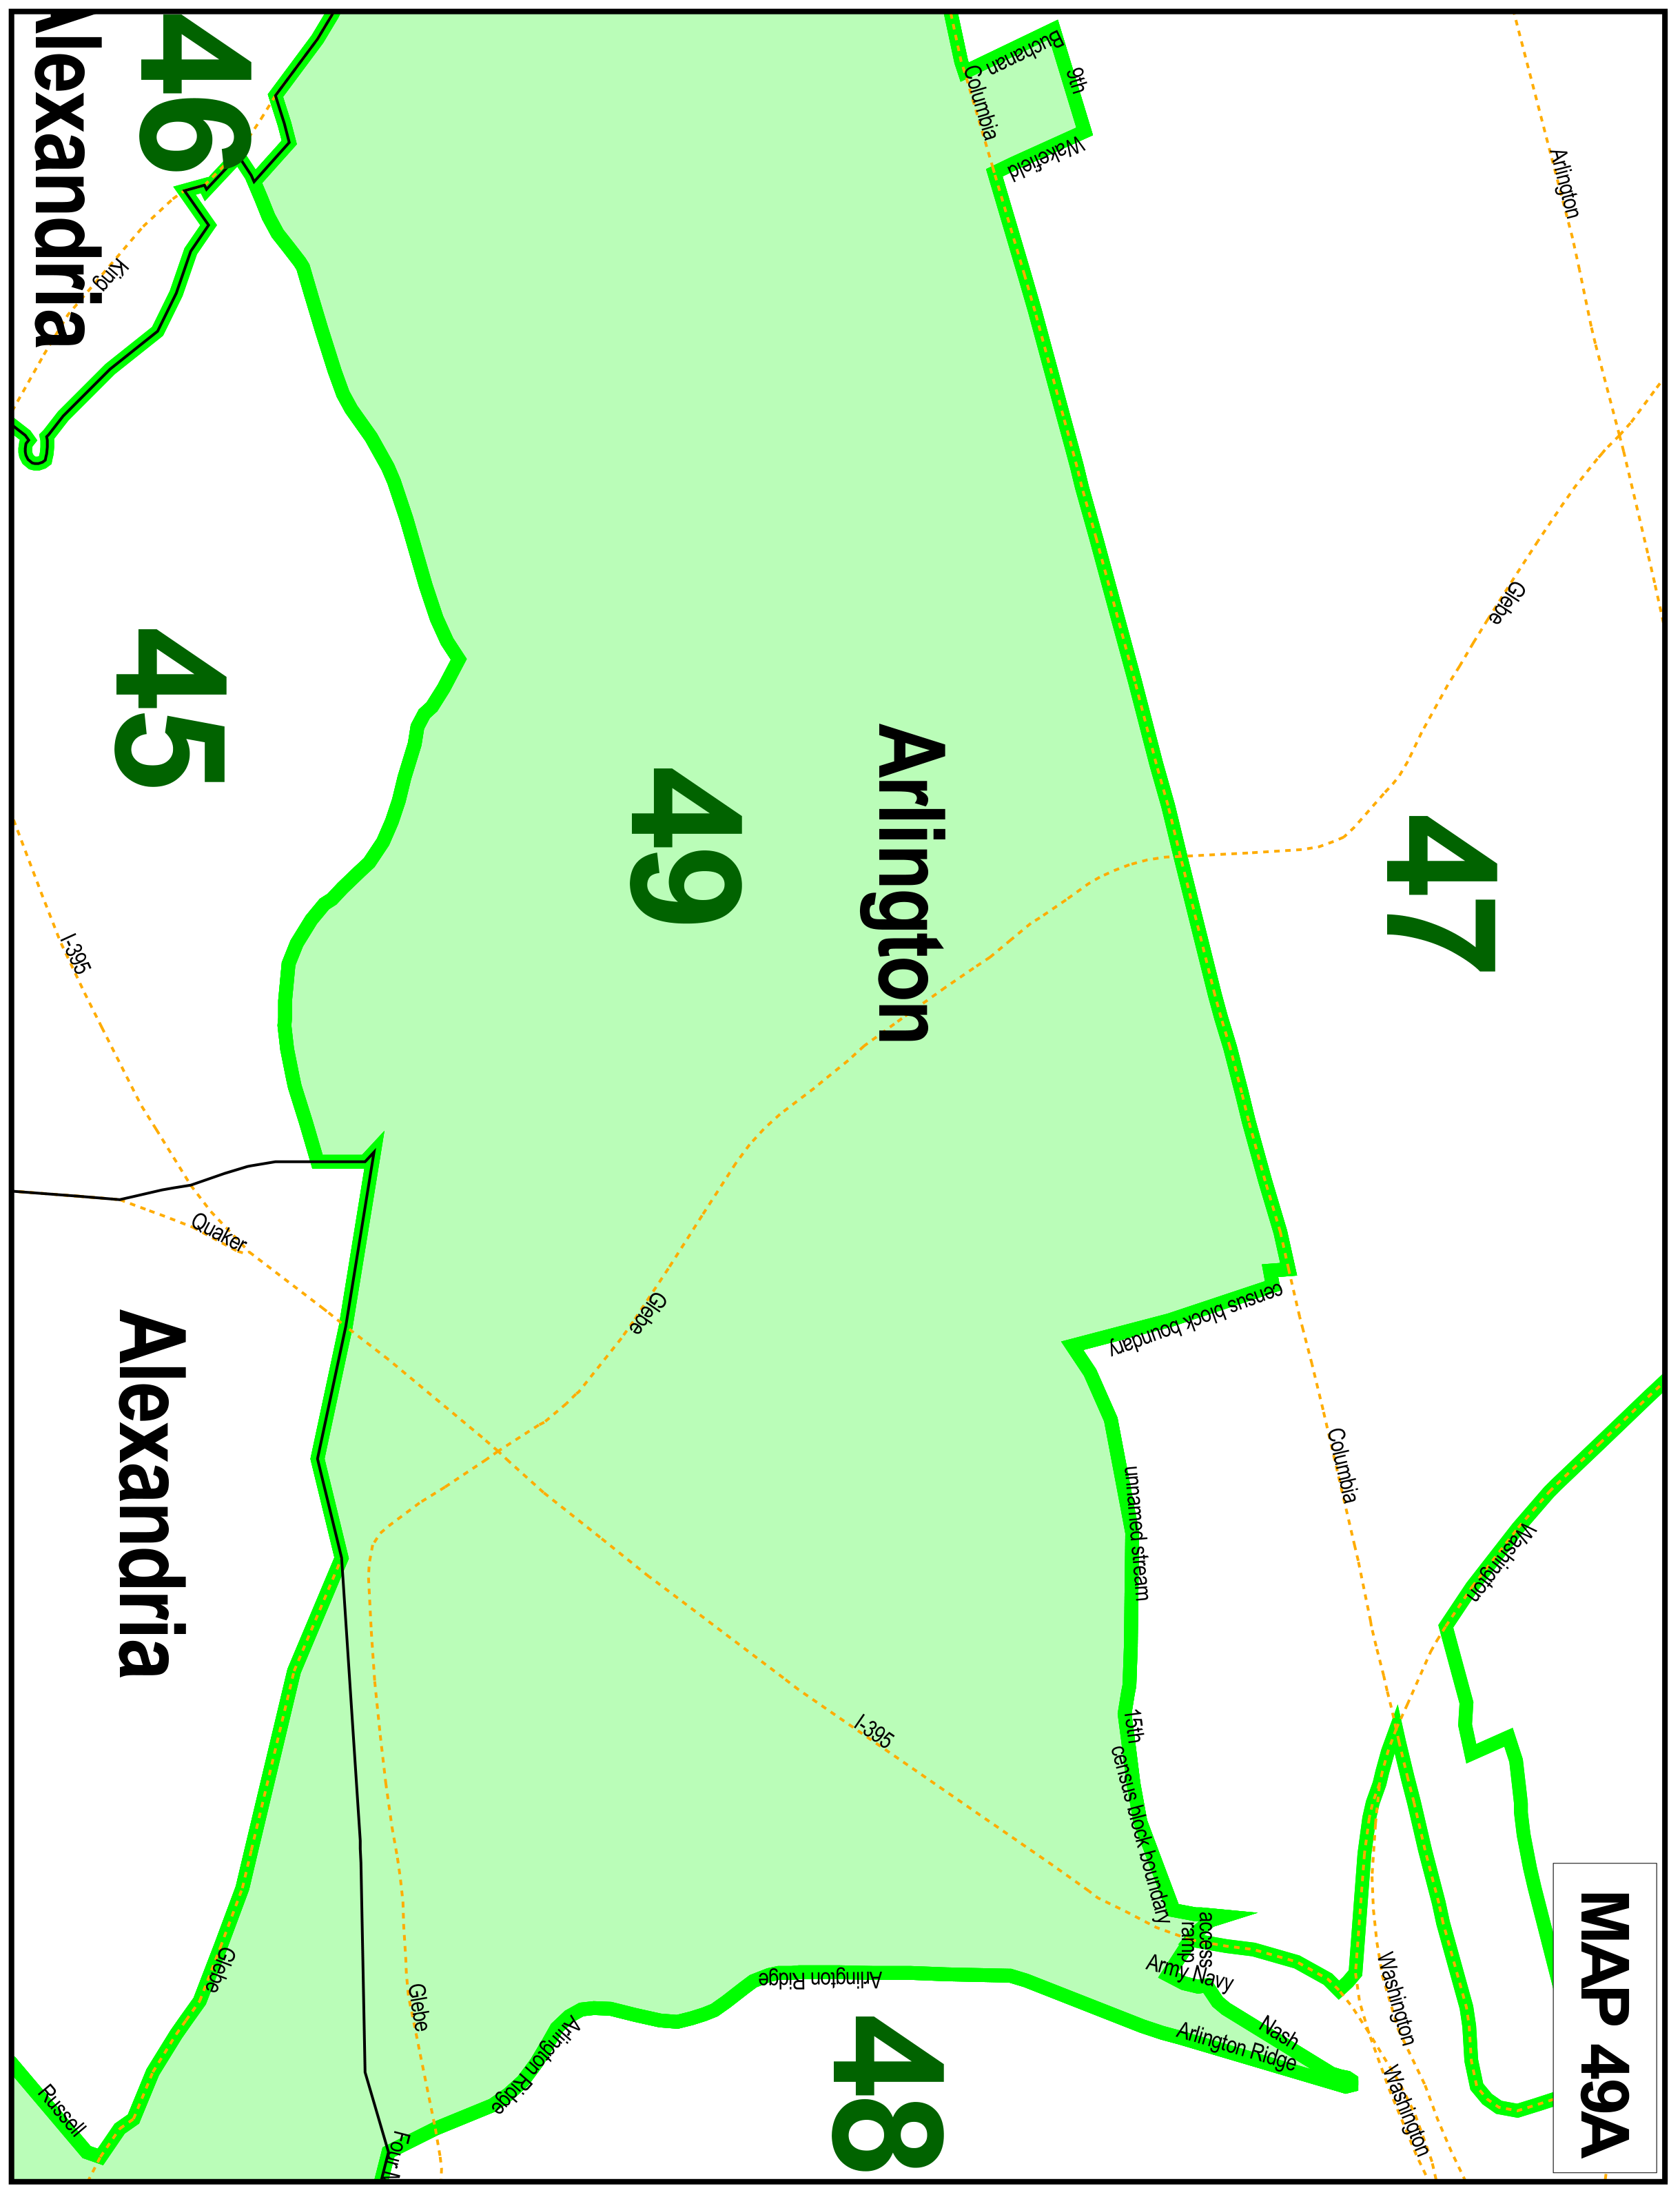 MAP 49A
Arlington
Glebe
47
Columbia
Washington
Washington
Washington
Buchanan
9th
Wakefield
Columbia
Arlington
census block boundary
unnamed stream
15th
census block boundary
access
ramp
Army Navy
Nash
Arlington Ridge
49
Glebe
I-395
Arlington Ridge
48
Arlington Ridge
46
King
45
I-395
Quaker
Alexandria
Glebe
Glebe
Russell